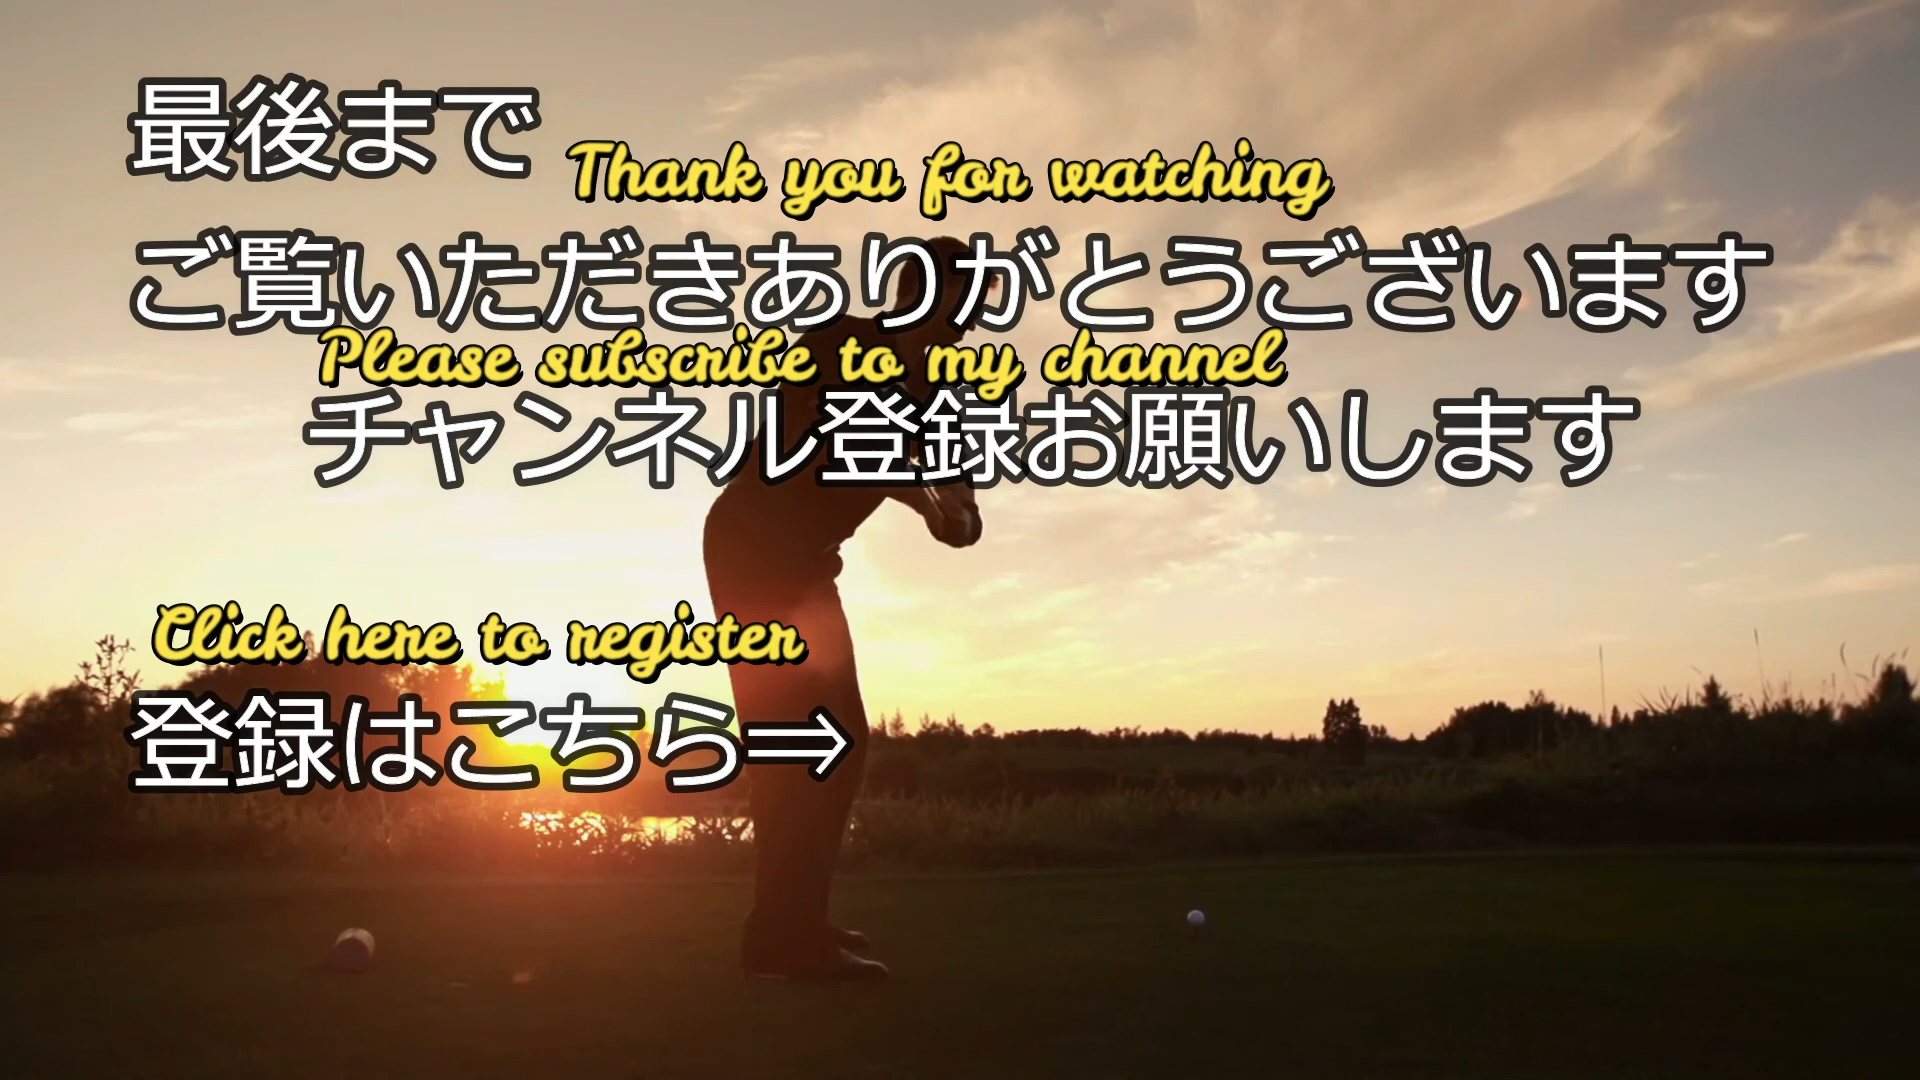 最後まで
Thank you for watching
ご覧いただきありがとうございます
Please subscribe to my channel
チャンネル登録お願いします
Click here to register
登録はこちら⇒